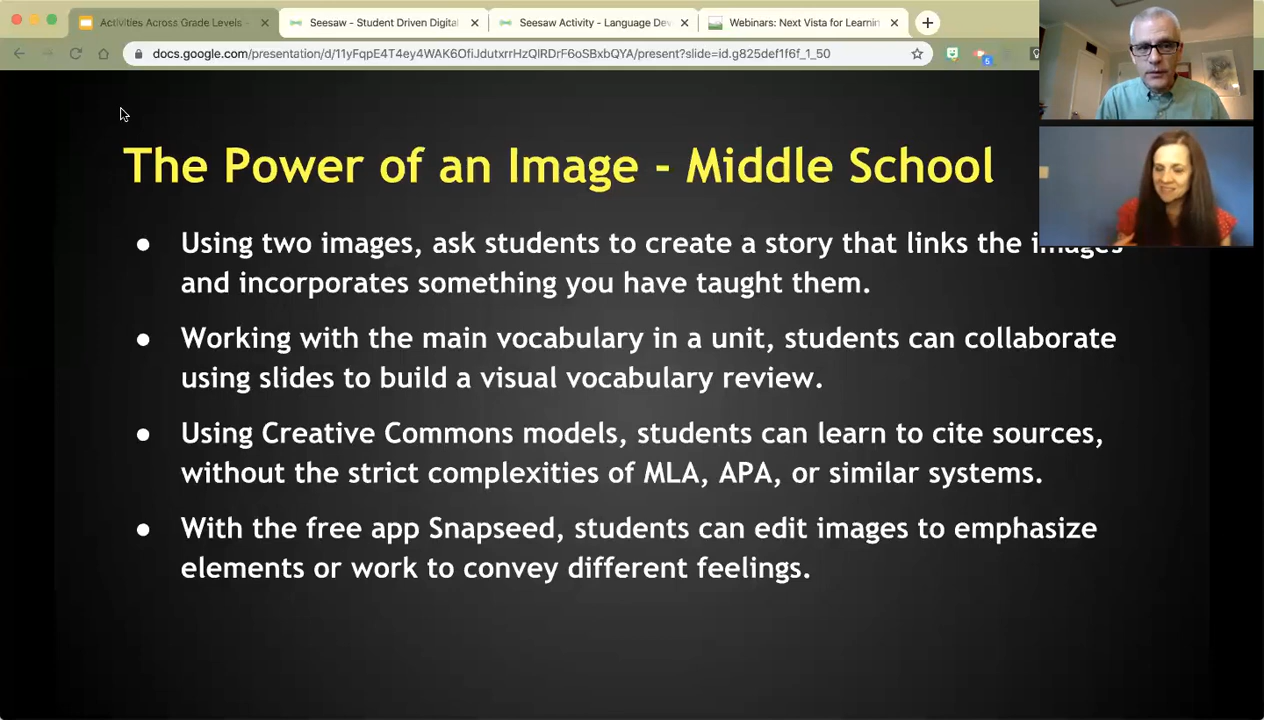 Activities Across Grade Levels -
Seesaw - Student Driven Digital
Seesaw Activity - Language Dev
Webinars: Next Vista for Learnin
docs.google.com/presentation/d/11yFqpE4T4ey4WAK6OfiJdutxrrHzQlRDrF6oSBxbQYA/present?slide=id.g825def1f6f_1_50
6
The Power of an Image - Middle School
● Using two images, ask students to create a story that links the images
and incorporates something you have taught them.
● Working with the main vocabulary in a unit, students can collaborate
using slides to build a visual vocabulary review.
● Using Creative Commons models, students can learn to cite sources,
without the strict complexities of MLA, APA, or similar systems.
● With the free app Snapseed, students can edit images to emphasize
elements or work to convey different feelings.